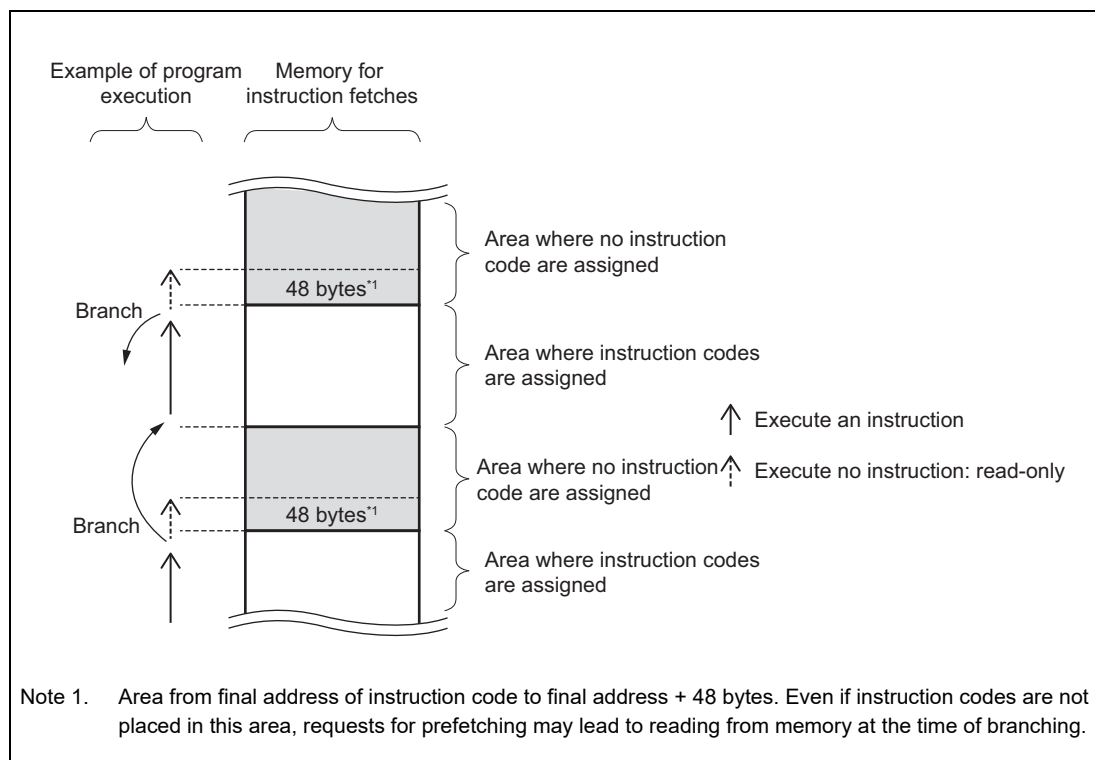 Example of program
execution
Memory for
instruction fetches
Area where no instruction
code are assigned
48 bytes*1
Branch
Area where instruction codes
are assigned
Execute an instruction
Area where no instruction
code are assigned
Execute no instruction: read-only
48 bytes*1
Branch
Area where instruction codes
are assigned
Note 1. Area from final address of instruction code to final address + 48 bytes. Even if instruction codes are not
placed in this area, requests for prefetching may lead to reading from memory at the time of branching.